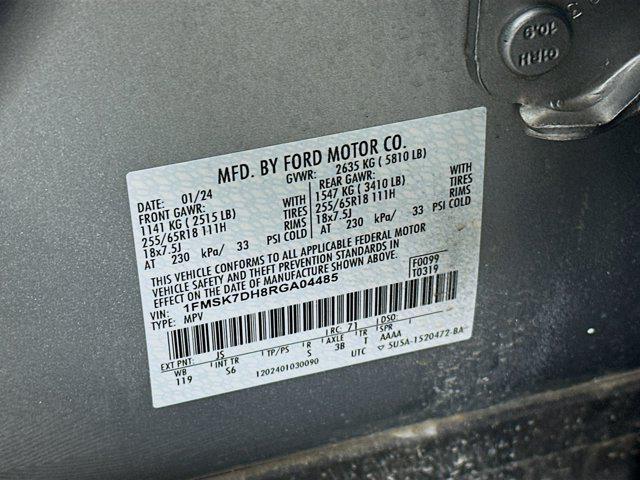 10,9
CIRH
MFD. BY FORD MOTOR CO.
DATE: 01/24 GVWR: 2635 KG ( 5810 LB)
FRONT GAWR: REAR GAWR:
1141 KG ( 2515 LB) WITH 1547 KG ( 3410 LB) WITH
255/65R18 111H TIRES 255/65R18 111H TIRES
18x7.5J RIMS 18x7.5J RIMS
AT 230 kPa/ 33 PSI COLD AT 230 kPa/ 33 PSI COLD
THIS VEHICLE CONFORMS TO ALL APPLICABLE FEDERAL MOTOR
VEHICLE SAFETY AND THEFT PREVENTION STANDARDS IN
EFFECT ON THE DATE OF MANUFACTURE SHOWN ABOVE.
VIN: 1FMSK7DH8RGA04485 F0099
TYPE: MPV T0319
EXT PNT: JS RC: 71 DSO:
WB INT TR TP/PS R AXLE TR SPR
119 S6 S 3B T AAAA
1202401030090 UTC 5U5A-1520472-BA